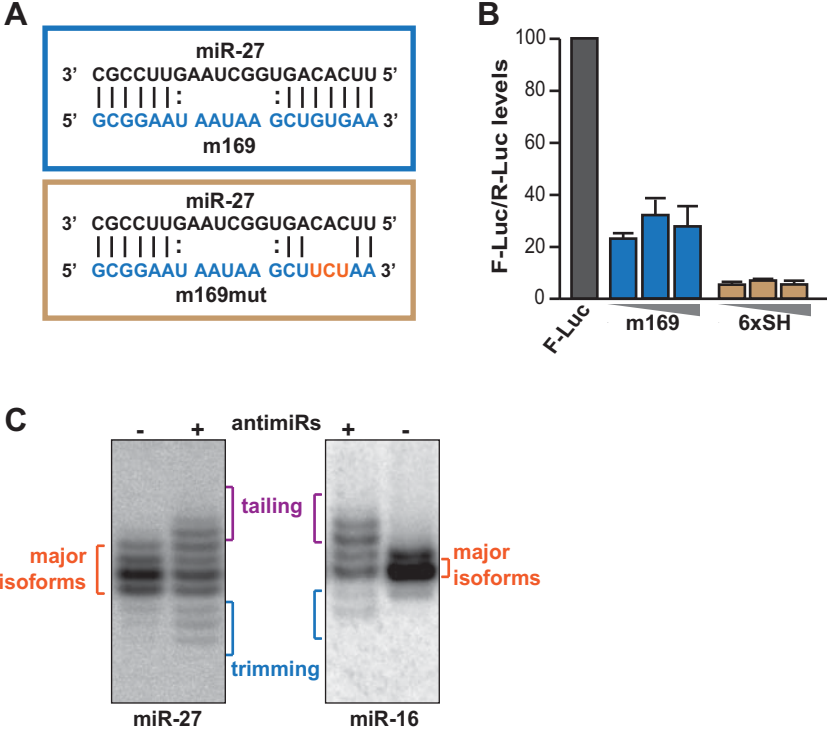 A
miR-27
3’ CGCCUUGAAUCGGUGACACUU 5’
5’ GCGGAAU AAUAA GCUGUGAA 3’
m169
miR-27
3’ CGCCUUGAAUCGGUGACACUU 5’
5’ GCGGAAU AAUAA GCUUCUAA 3’
m169mut
B
F-Luc/R-Luc levels
100
80
60
40
20
0
F-Luc
m169
6xSH
C
- + antimiRs + -
tailing
major
isoforms
major
isoforms
trimming
miR-27
miR-16